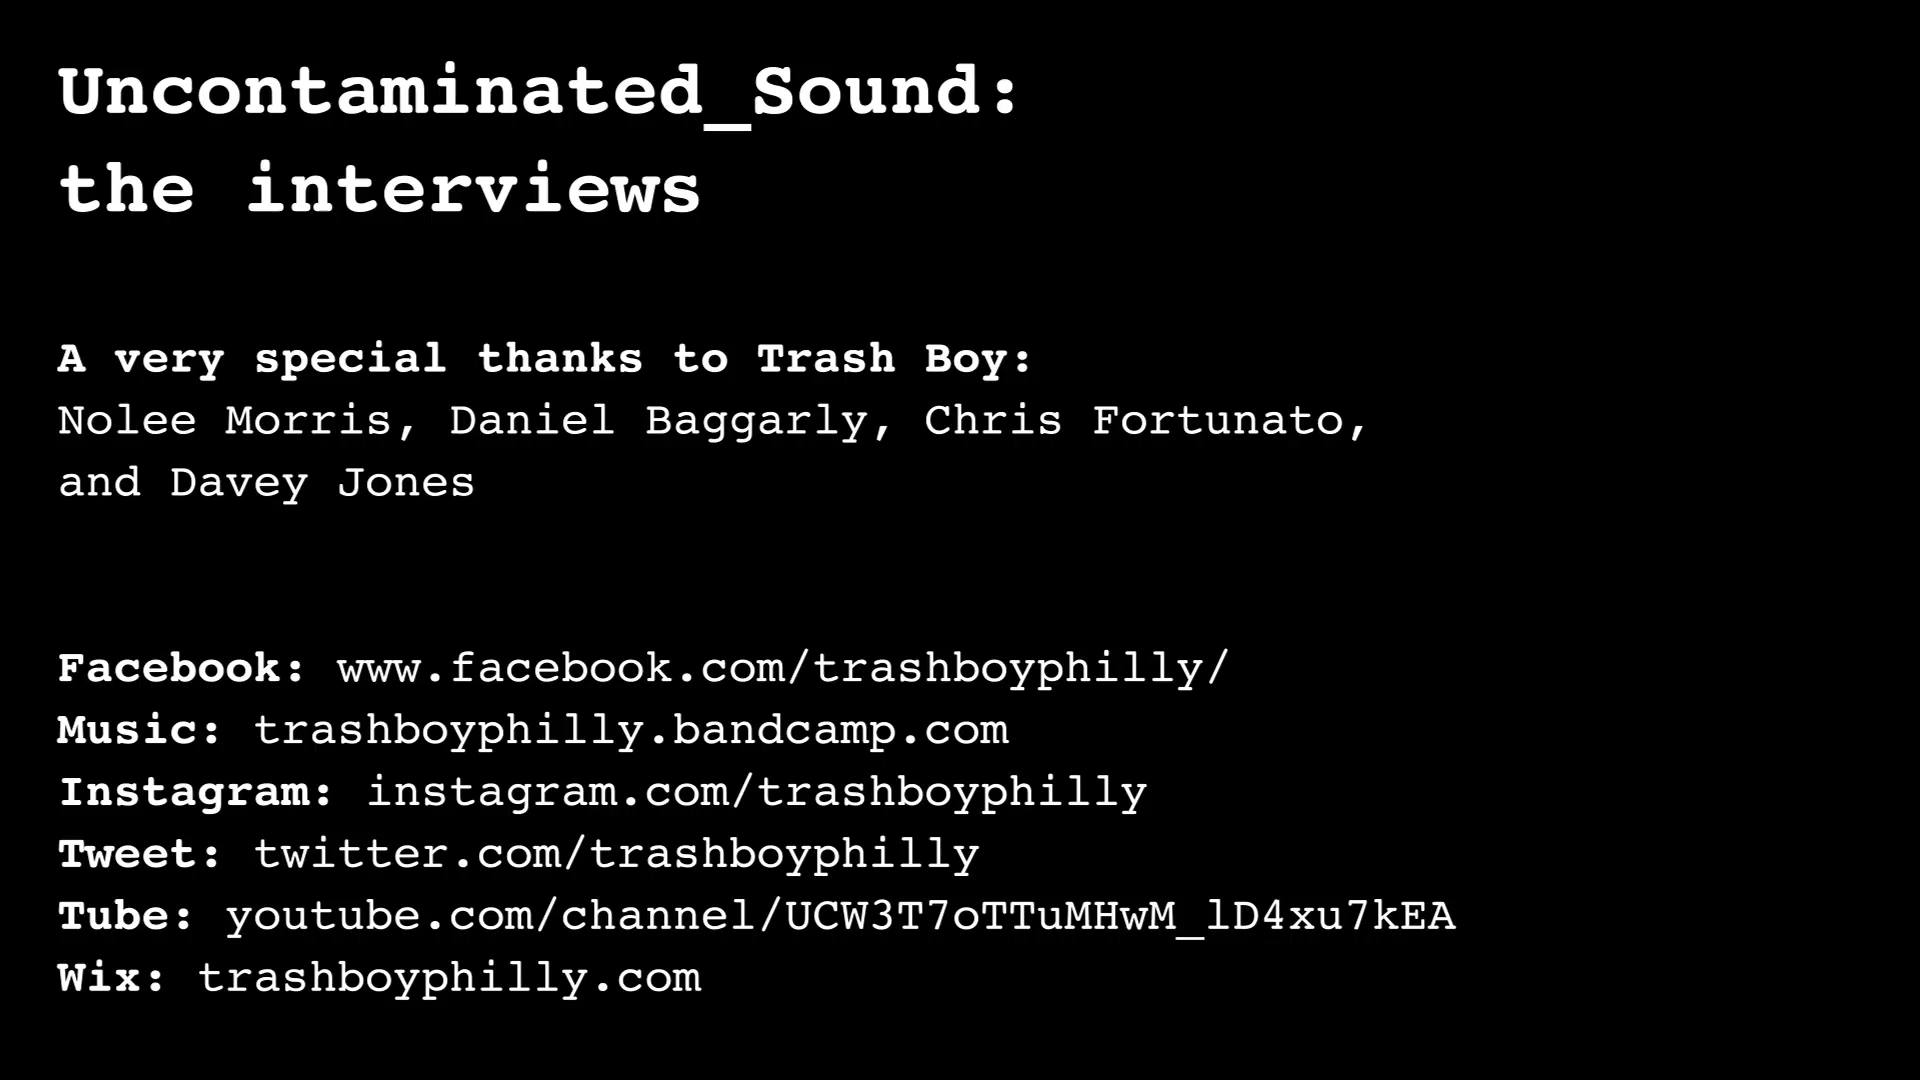 Uncontaminated_Sound:
the interviews
A very special thanks to Trash Boy:
Nolee Morris, Daniel Baggarly, Chris Fortunato,
and Davey Jones
Facebook: www.facebook.com/trashboyphilly/
Music: trashboyphilly.bandcamp.com
Instagram: instagram.com/trashboyphilly
Tweet: twitter.com/trashboyphilly
Tube: youtube.com/channel/UCW3T7oTTuMHwM_lD4xu7kEA
Wix: trashboyphilly.com